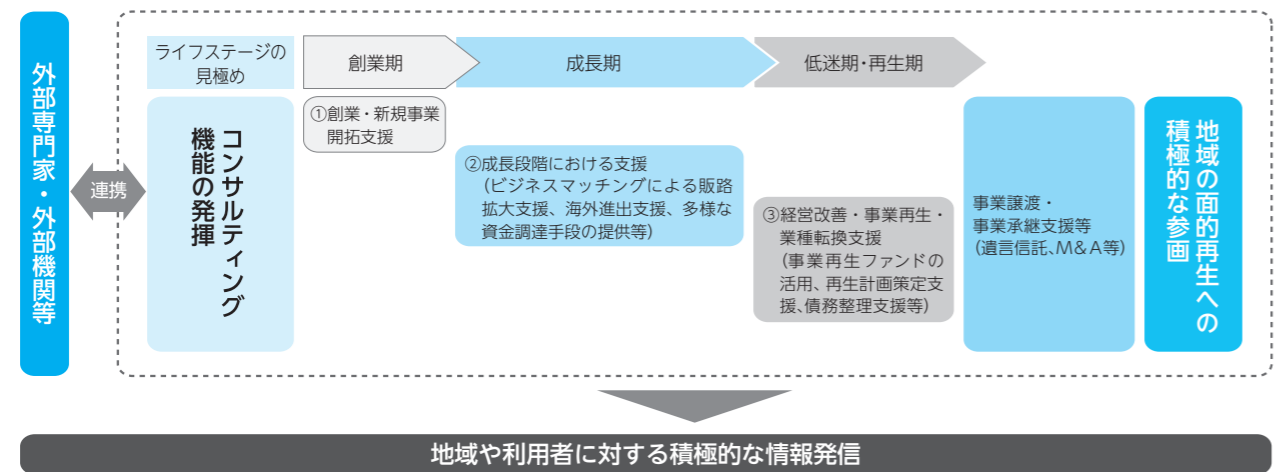 外部専門家・外部機関等
連携
ライフステージの
見極め
コンサルティング
機能の発揮
創業期
成長期
低迷期・再生期
①創業・新規事業
開拓支援
②成長段階における支援
(ビジネスマッチングによる販路
拡大支援、海外進出支援、多様な
資金調達手段の提供等)
③経営改善・事業再生・
業種転換支援
(事業再生ファンドの
活用、再生計画策定支
援、債務整理支援等)
事業譲渡・
事業承継支援等
(遺言信託、M&A等)
地域の面的再生への
積極的な参画
地域や利用者に対する積極的な情報発信